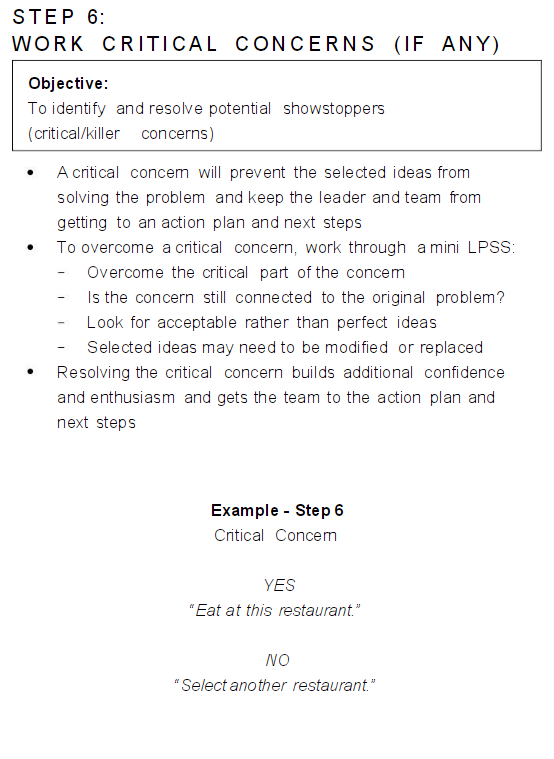 STEP 6:
WORK CRITICAL CONCERNS (IF ANY)
Objective:
To identify and resolve potential showstoppers
(critical/killer concerns)
• A critical concern will prevent the selected ideas from
solving the problem and keep the leader and team from
getting to an action plan and next steps
• To overcome a critical concern, work through a mini LPSS:
– Overcome the critical part of the concern
– Is the concern still connected to the original problem?
– Look for acceptable rather than perfect ideas
– Selected ideas may need to be modified or replaced
• Resolving the critical concern builds additional confidence
and enthusiasm and gets the team to the action plan and
next steps
Example - Step 6
Critical Concern
YES
"Eat at this restaurant."
NO
"Select another restaurant."